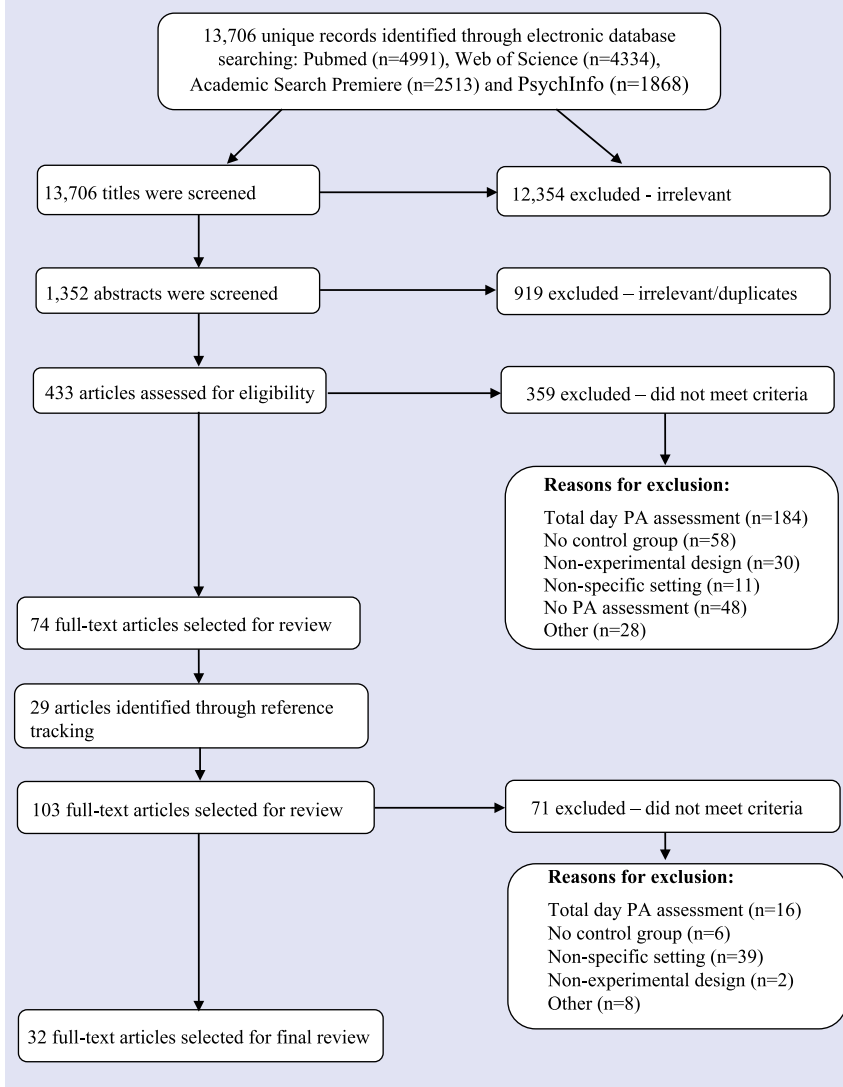 13,706 unique records identified through electronic database
searching: Pubmed (n=4991), Web of Science (n=4334),
Academic Search Premiere (n=2513) and PsychInfo (n=1868)
13,706 titles were screened
12,354 excluded - irrelevant
1,352 abstracts were screened
919 excluded – irrelevant/duplicates
433 articles assessed for eligibility
359 excluded – did not meet criteria
Reasons for exclusion:
Total day PA assessment (n=184)
No control group (n=58)
Non-experimental design (n=30)
Non-specific setting (n=11)
No PA assessment (n=48)
Other (n=28)
74 full-text articles selected for review
29 articles identified through reference
tracking
103 full-text articles selected for review
71 excluded – did not meet criteria
Reasons for exclusion:
Total day PA assessment (n=16)
No control group (n=6)
Non-specific setting (n=39)
Non-experimental design (n=2)
Other (n=8)
32 full-text articles selected for final review